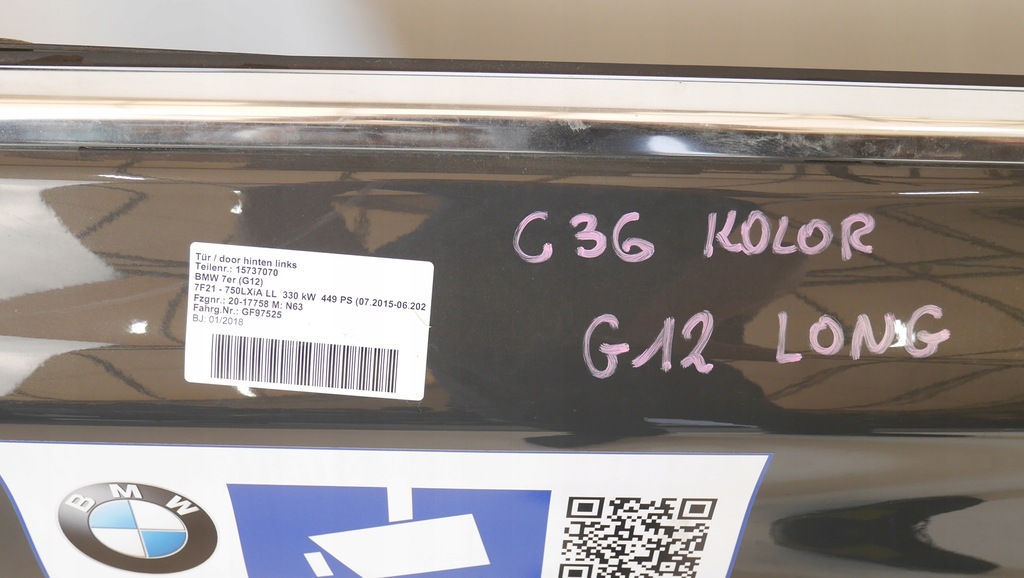 C36 KOLOR
G12 LONG
Tür / door hinten links
Teilenr.: 15737070
BMW 7er (G12)
7F21 - 750LXiA LL 330 kW 449 PS (07.2015-06.202
Fzgnr.: 20-17758 M: N63
Fahrg.Nr.: GF97525
BJ: 01/2018
BMW